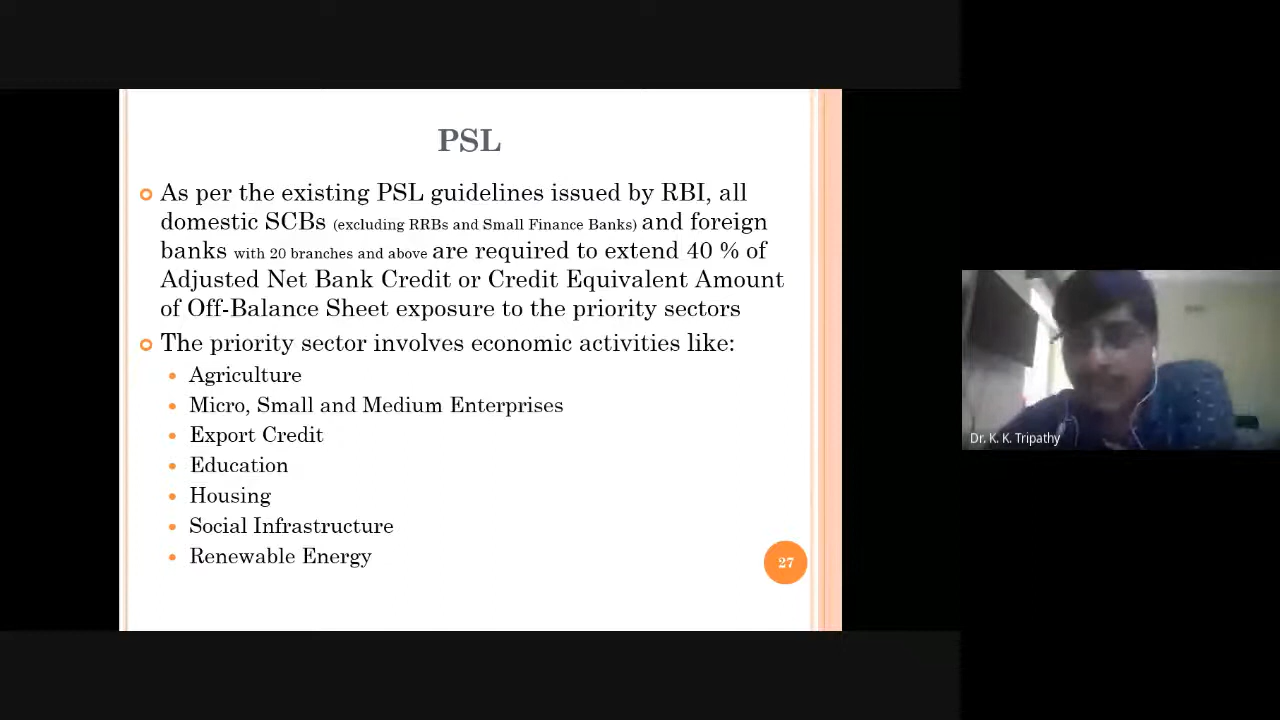 PSL
As per the existing PSL guidelines issued by RBI, all
domestic SCBs (excluding RRBs and Small Finance Banks) and foreign
banks with 20 branches and above are required to extend 40 % of
Adjusted Net Bank Credit or Credit Equivalent Amount
of Off-Balance Sheet exposure to the priority sectors
The priority sector involves economic activities like:
Agriculture
Micro, Small and Medium Enterprises
Export Credit
Education
Housing
Social Infrastructure
Renewable Energy
27
Dr. K. K. Tripathy